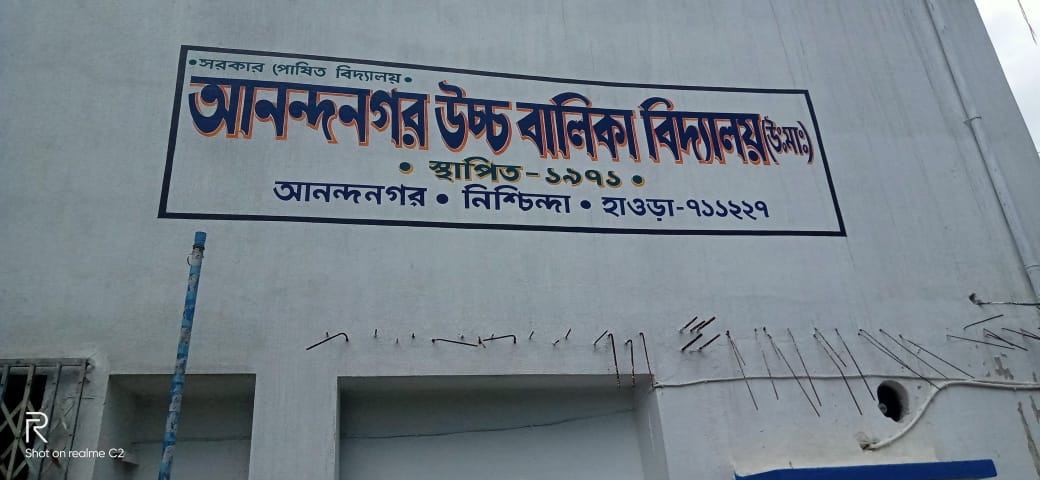 •সরকার পোষিত বিদ্যালয়•
আনন্দনগর উচ্চ বালিকা বিদ্যালয়(উঃমাঃ)
• স্থাপিত-১৯৭১ •
আনন্দনগর • নিশ্চিন্দা • হাওড়া-৭১১২২৭
R
Shot on realme C2